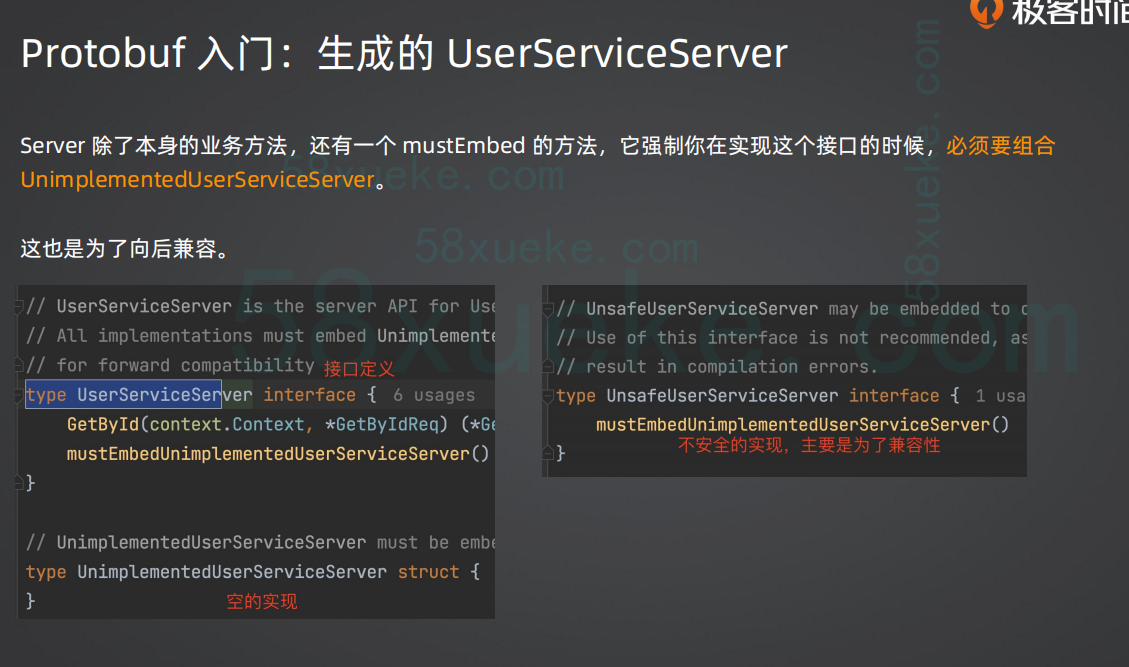 极客时间
Protobuf 入门：生成的 UserServiceServer
Server 除了本身的业务方法，还有一个 mustEmbed 的方法，它强制你在实现这个接口的时候，必须要组合
UnimplementedUserServiceServer。
这也是为了向后兼容。
58xueke.com
58xueke.com
58xueke.com
58xueke.com
// UserServiceServer is the server API for Use
// All implementations must embed Unimplemente
// for forward compatibility 接口定义
type UserServiceServer interface { 6 usages
GetById(context.Context, *GetByIdReq) (*Ge
mustEmbedUnimplementedUserServiceServer()
}
// UnimplementedUserServiceServer must be embe
type UnimplementedUserServiceServer struct {
} 空的实现
// UnsafeUserServiceServer may be embedded to
// Use of this interface is not recommended, as
// result in compilation errors.
type UnsafeUserServiceServer interface { 1 usa
mustEmbedUnimplementedUserServiceServer()
不安全的实现，主要是为了兼容性
}